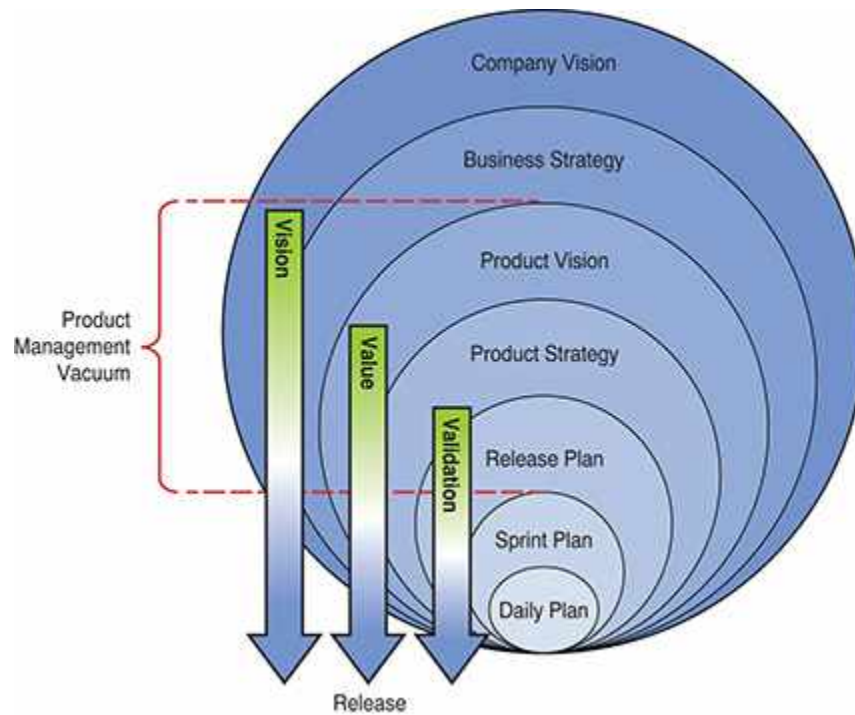 Company Vision
Business Strategy
Product Vision
Product Strategy
Release Plan
Sprint Plan
Daily Plan
Vision
Value
Validation
Product
Management
Vacuum
Release